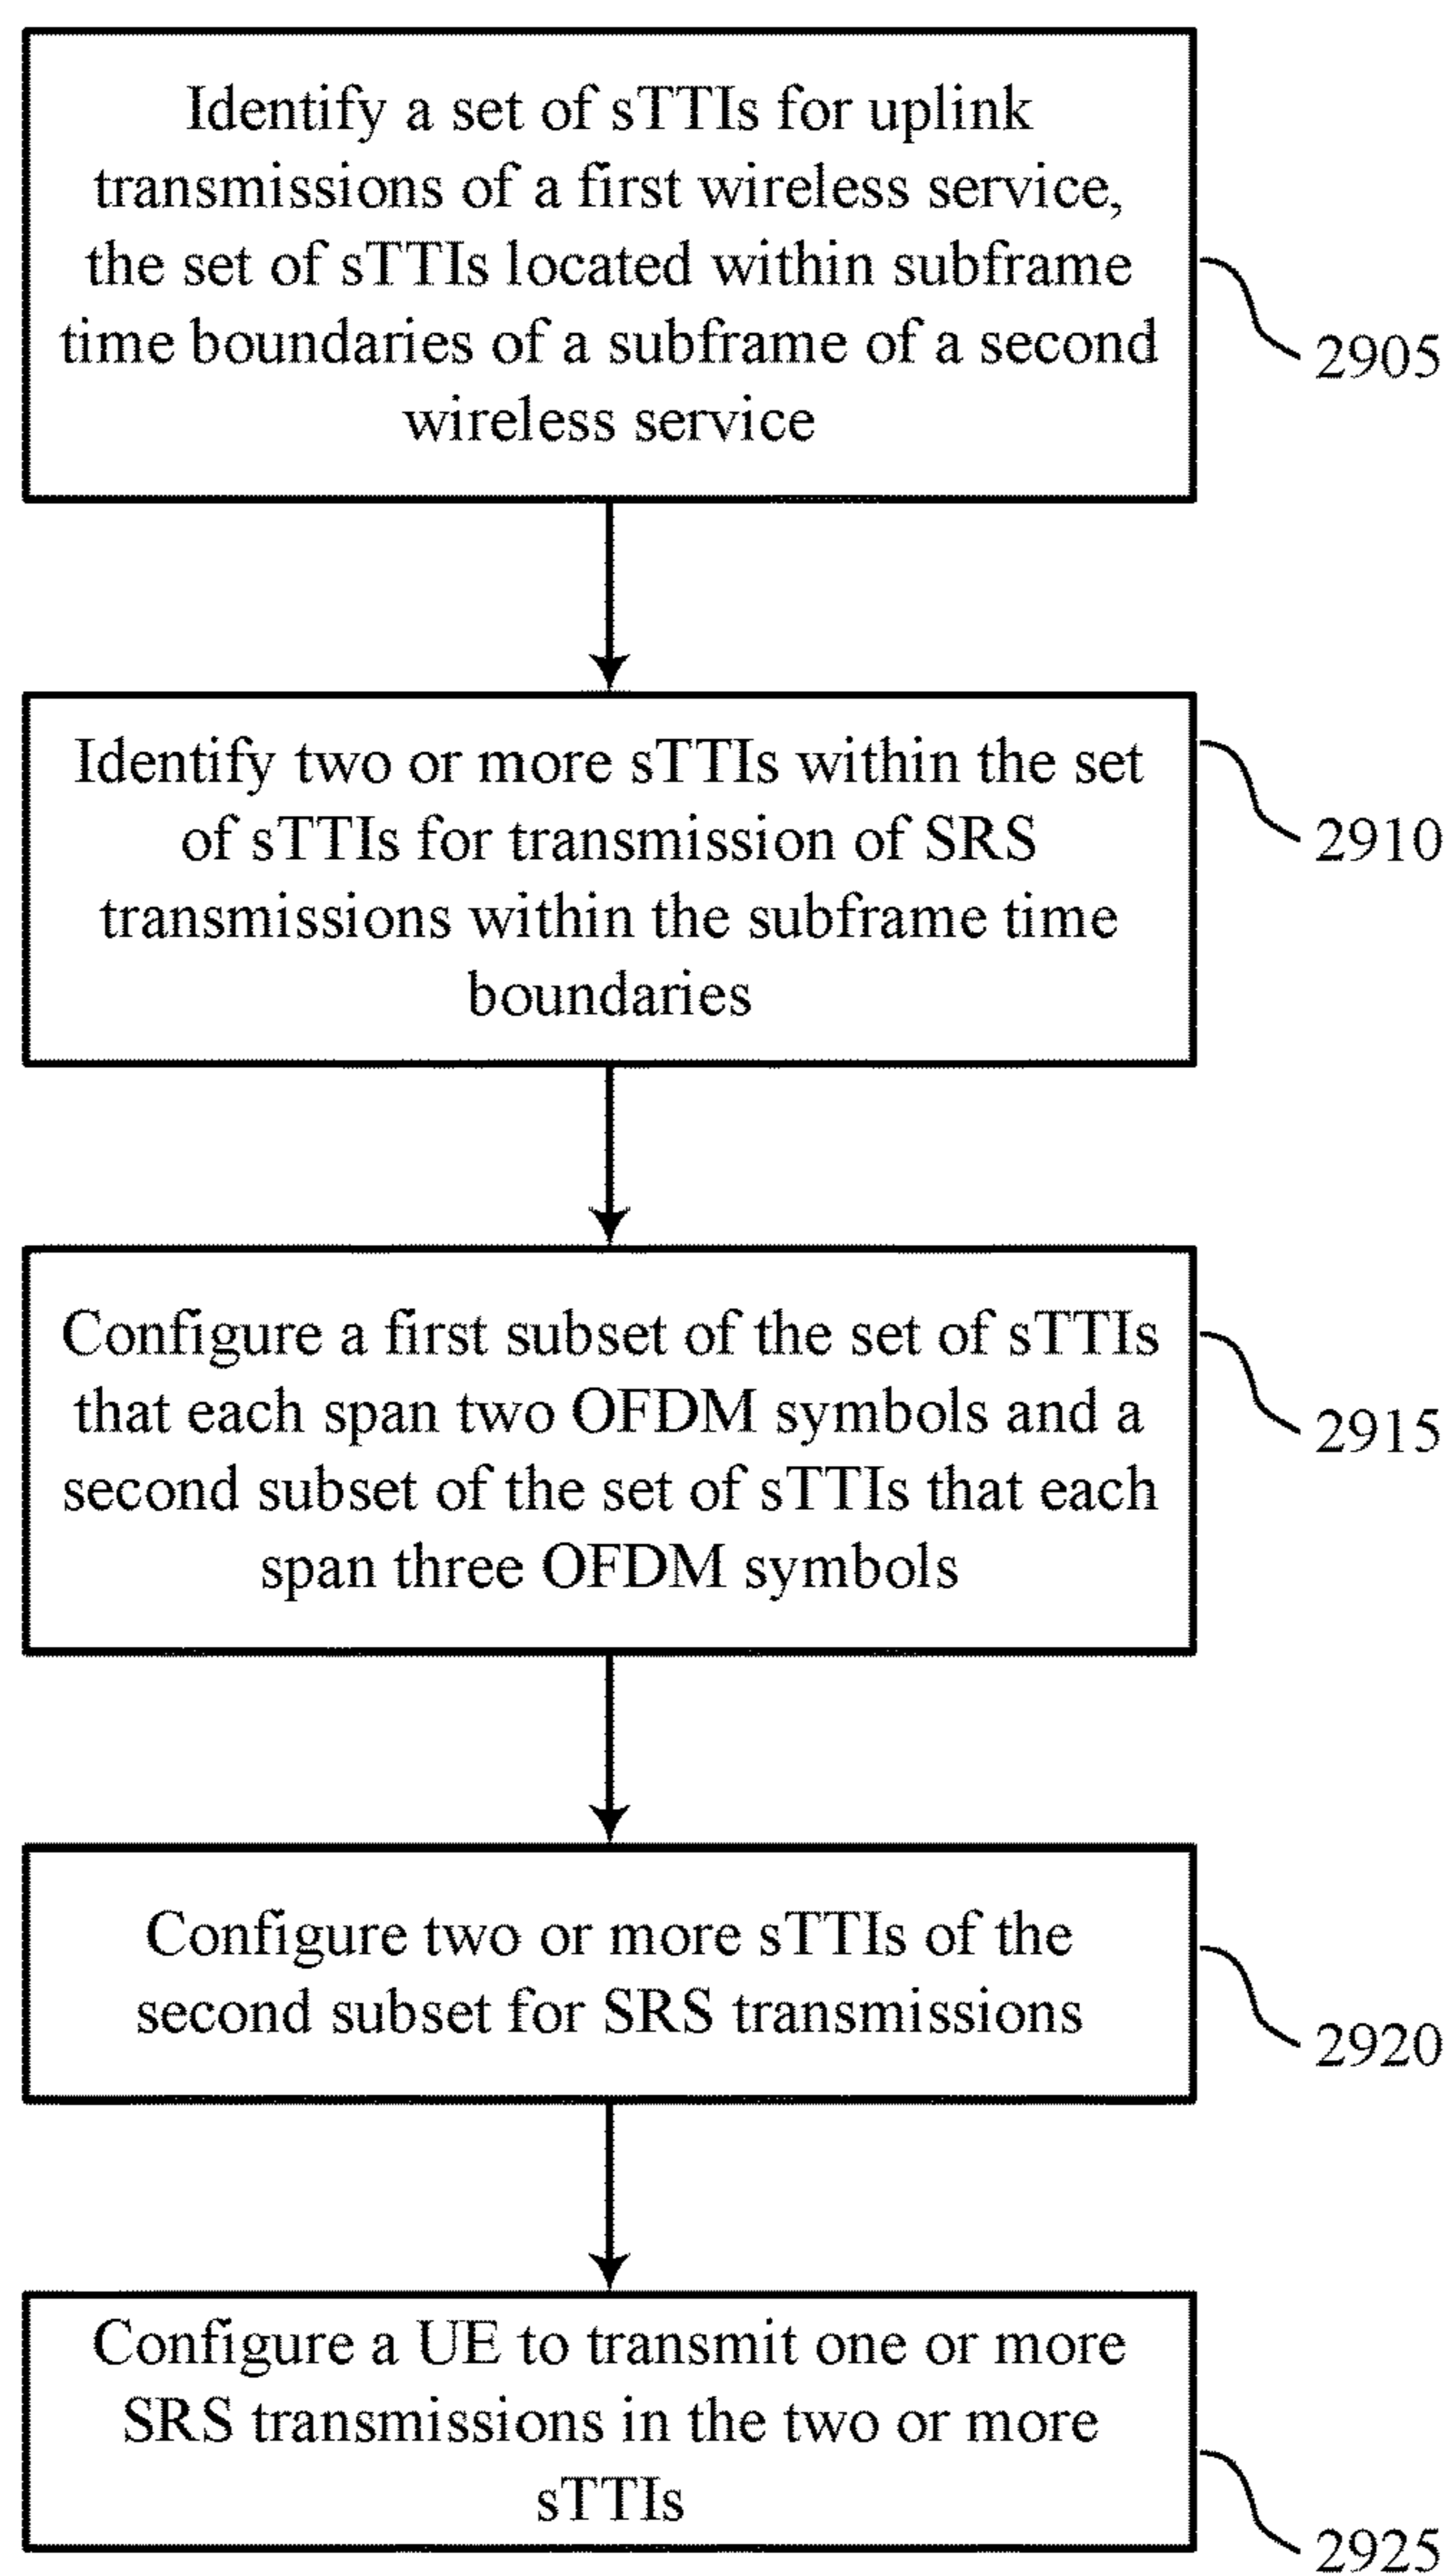 Identify a set of sTTIs for uplink
transmissions of a first wireless service,
the set of sTTIs located within subframe
time boundaries of a subframe of a second
wireless service
2905
Identify two or more sTTIs within the set
of sTTIs for transmission of SRS
transmissions within the subframe time
boundaries
2910
Configure a first subset of the set of sTTIs
that each span two OFDM symbols and a
second subset of the set of sTTIs that each
span three OFDM symbols
2915
Configure two or more sTTIs of the
second subset for SRS transmissions
2920
Configure a UE to transmit one or more
SRS transmissions in the two or more
sTTIs
2925